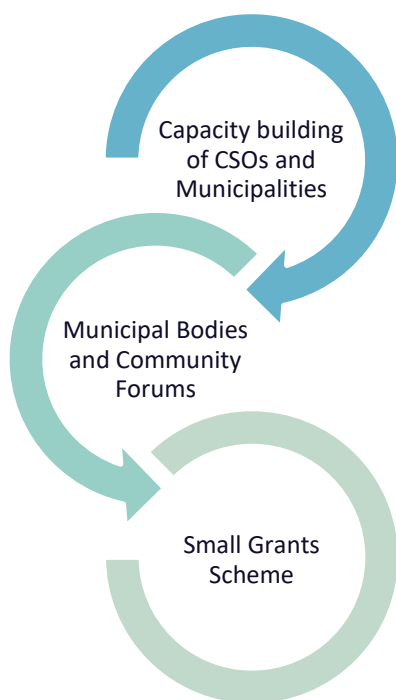 Capacity building
of CSOs and
Municipalities
Municipal Bodies
and Community
Forums
Small Grants
Scheme